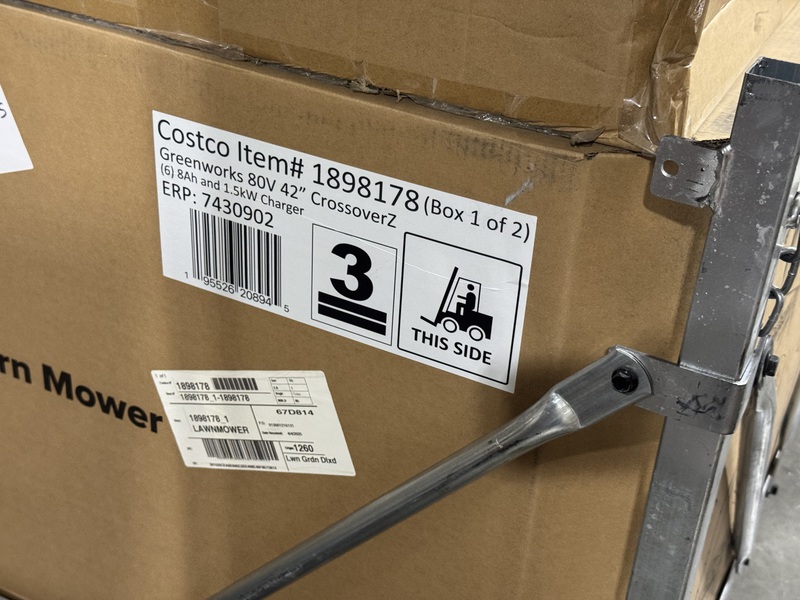 Costco Item# 1898178 (Box 1 of 2)
Greenworks 80V 42" CrossoverZ
(6) 8Ah and 1.5kW Charger
ERP: 7430902
1 95526 20894 5
3
THIS SIDE
rn Mower
1898178
1898178_1-1898178
67D814
1898178_1
LAWNMOWER
1260
Lwn Grdn Dlxd